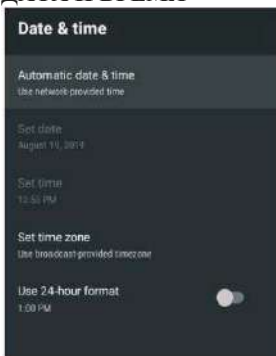 Date & time
Automatic date & time
Use network-provided time
Set date
August 19, 2019
Set time
Set time zone
Use broadcast-provided timezone
Use 24-hour format
1:00 PM